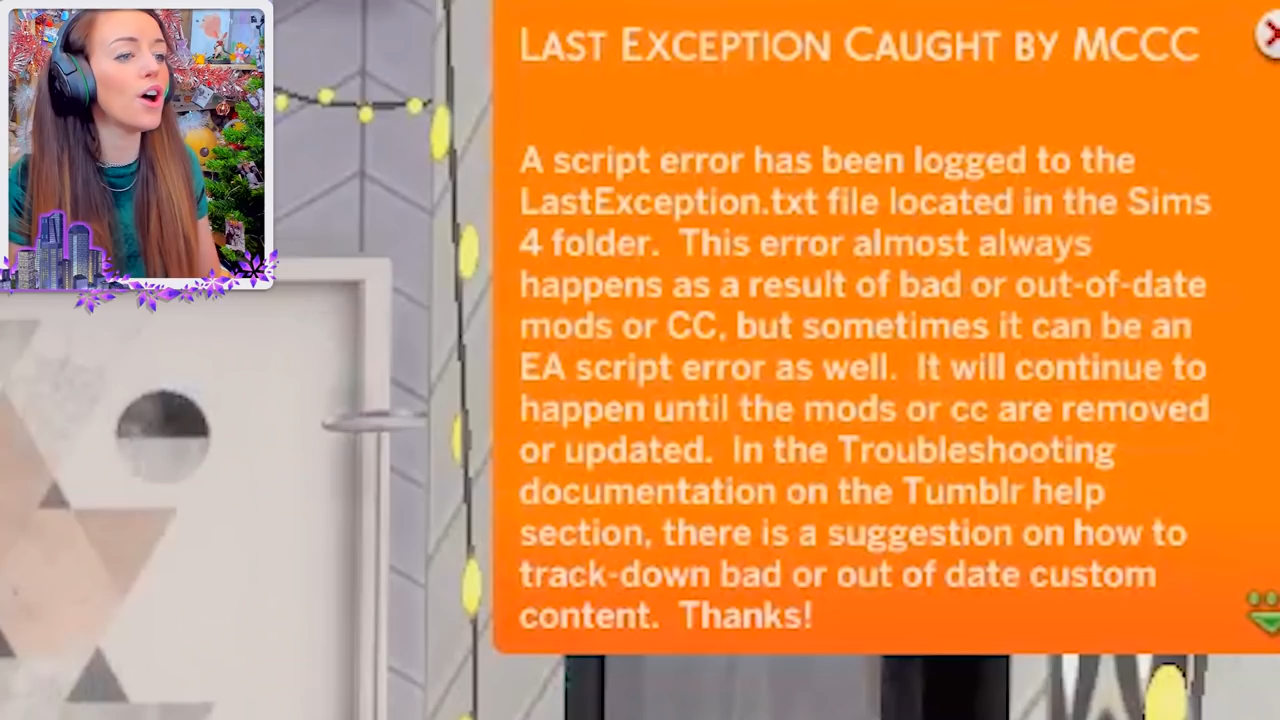 LAST EXCEPTION CAUGHT BY MCCC
A script error has been logged to the
LastException.txt file located in the Sims
4 folder.  This error almost always
happens as a result of bad or out-of-date
mods or CC, but sometimes it can be an
EA script error as well.  It will continue to
happen until the mods or cc are removed
or updated.  In the Troubleshooting
documentation on the Tumblr help
section, there is a suggestion on how to
track-down bad or out of date custom
content.  Thanks!